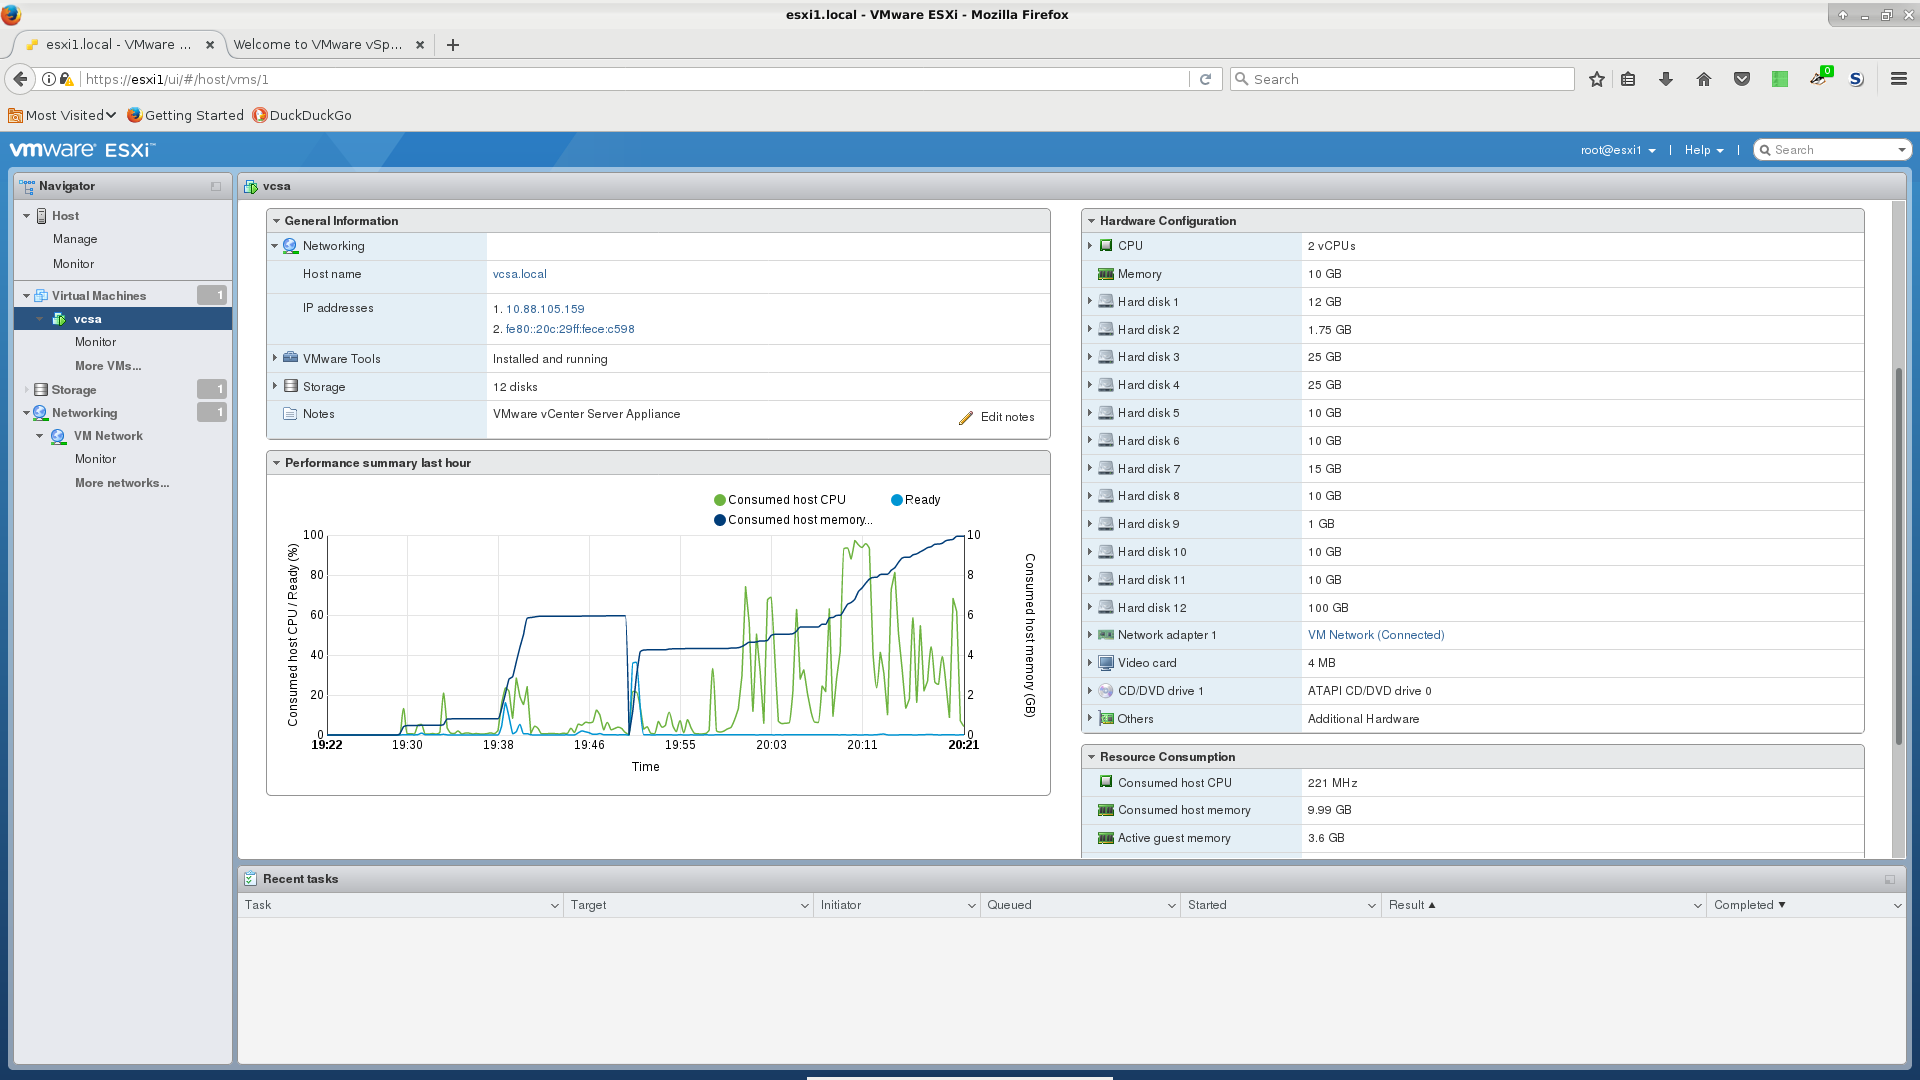 esxi1.local - VMware ESXi - Mozilla Firefox
esxi1.local - VMware ...
Welcome to VMware vSp...
https://esxi1/ui/#/host/vms/1
Search
0
S
Most Visited
Getting Started
DuckDuckGo
vmware ESXi™
root@esxi1
Help
Search
Navigator
Host
Manage
Monitor
Virtual Machines 1
vcsa
Monitor
More VMs...
Storage 1
Networking 1
VM Network
Monitor
More networks...
vcsa
General Information
Networking
Host name vcsa.local
IP addresses 1. 10.88.105.159
2. fe80::20c:29ff:fece:c598
VMware Tools Installed and running
Storage 12 disks
Notes VMware vCenter Server Appliance Edit notes
Performance summary last hour
Consumed host CPU Ready
Consumed host memory...
Consumed host CPU / Ready (%)
100
80
60
40
20
0
10
8
6
4
2
0
Consumed host memory (GB)
19:22 19:30 19:38 19:46 19:55 20:03 20:11 20:21
Time
Hardware Configuration
CPU 2 vCPUs
Memory 10 GB
Hard disk 1 12 GB
Hard disk 2 1.75 GB
Hard disk 3 25 GB
Hard disk 4 25 GB
Hard disk 5 10 GB
Hard disk 6 10 GB
Hard disk 7 15 GB
Hard disk 8 10 GB
Hard disk 9 1 GB
Hard disk 10 10 GB
Hard disk 11 10 GB
Hard disk 12 100 GB
Network adapter 1 VM Network (Connected)
Video card 4 MB
CD/DVD drive 1 ATAPI CD/DVD drive 0
Others Additional Hardware
Resource Consumption
Consumed host CPU 221 MHz
Consumed host memory 9.99 GB
Active guest memory 3.6 GB
Recent tasks
Task Target Initiator Queued Started Result Completed